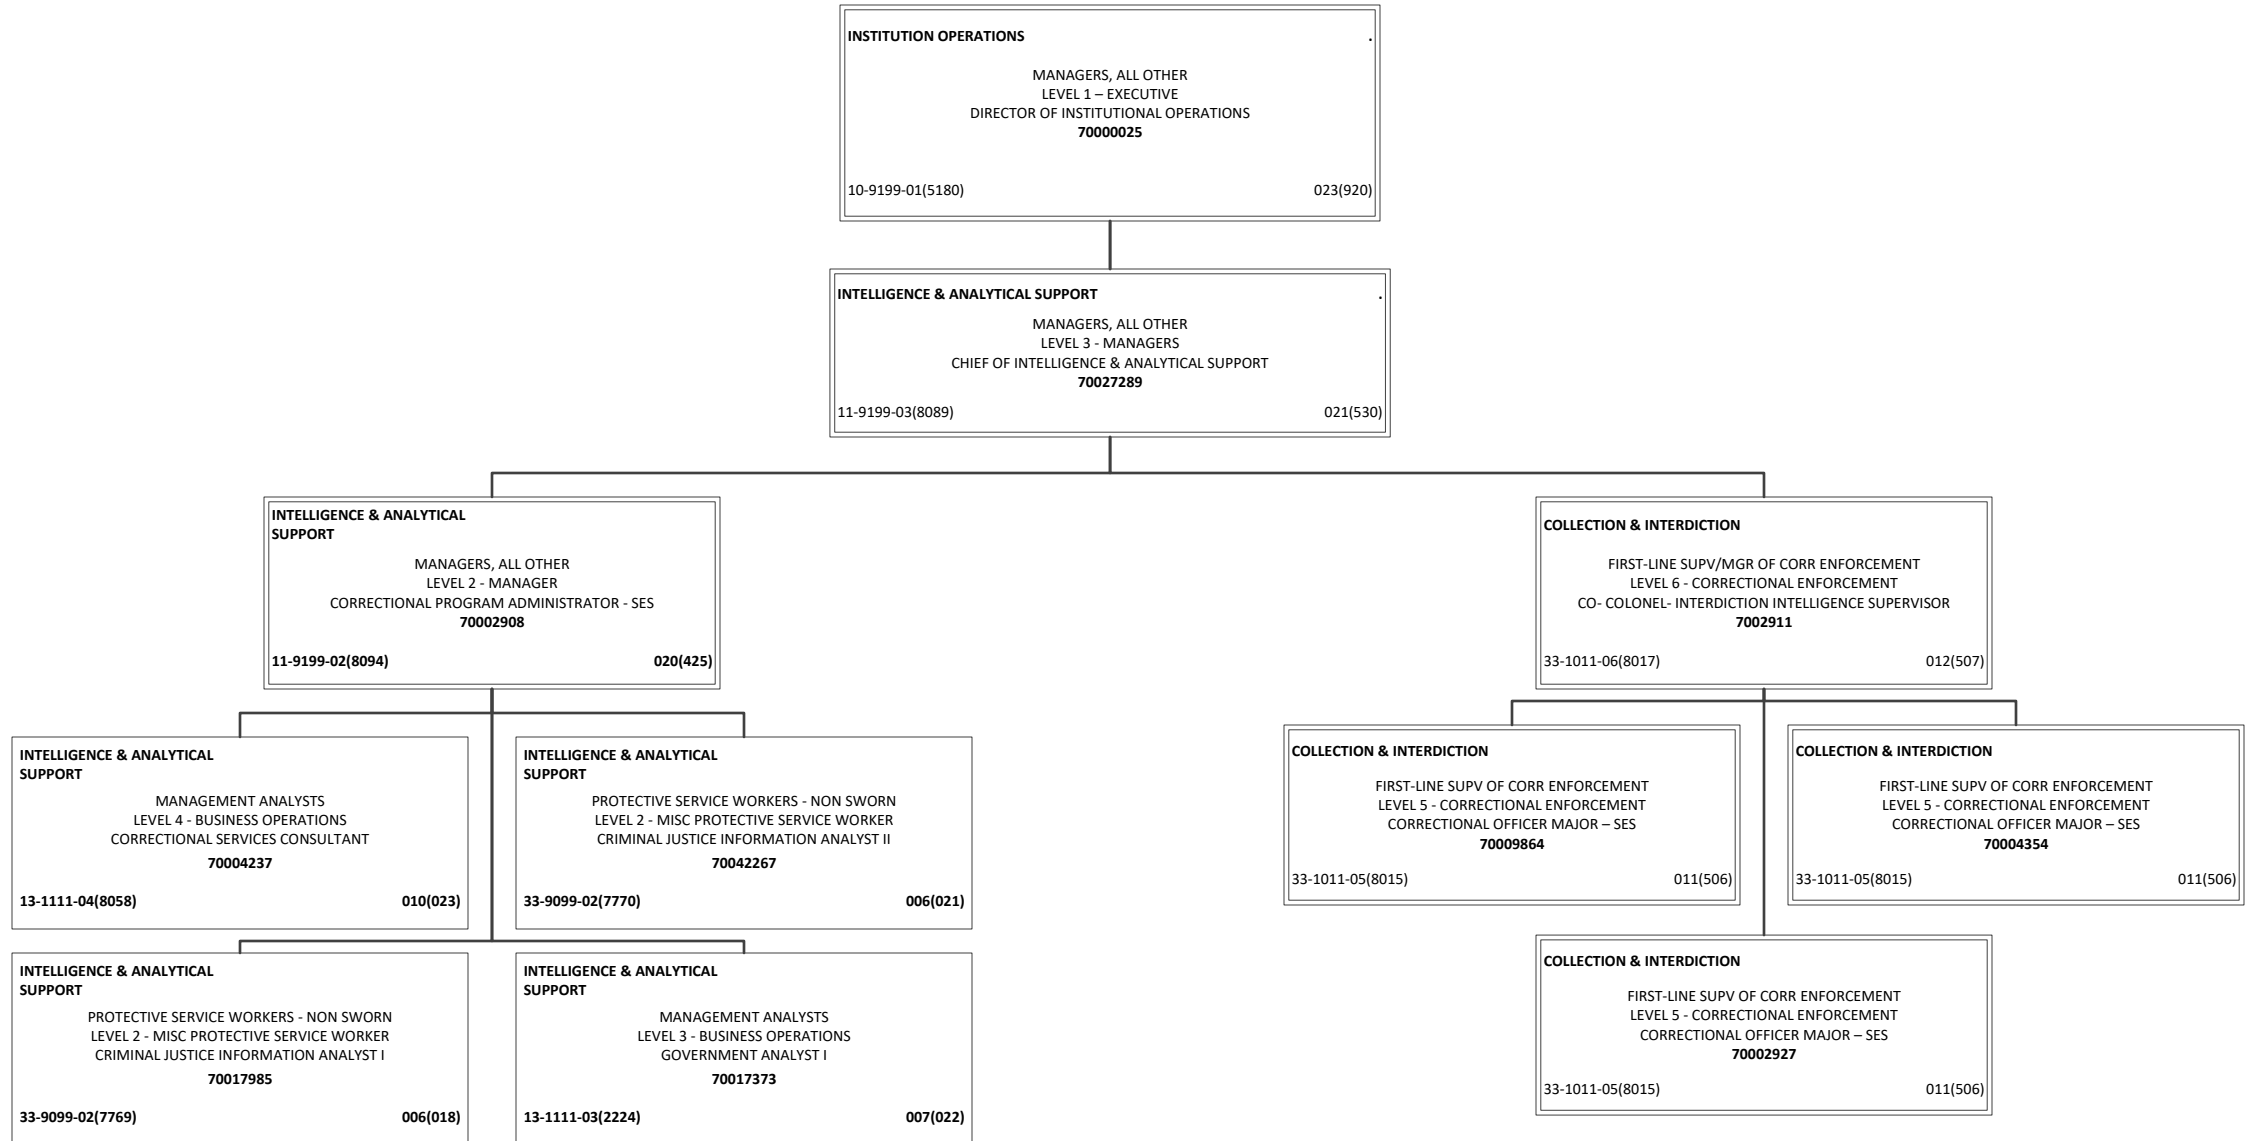 INSTITUTION OPERATIONS .
MANAGERS, ALL OTHER
LEVEL 1 – EXECUTIVE
DIRECTOR OF INSTITUTIONAL OPERATIONS
70000025
10-9199-01(5180) 023(920)
INTELLIGENCE & ANALYTICAL SUPPORT .
MANAGERS, ALL OTHER
LEVEL 3 - MANAGERS
CHIEF OF INTELLIGENCE & ANALYTICAL SUPPORT
70027289
11-9199-03(8089) 021(530)
INTELLIGENCE & ANALYTICAL
SUPPORT
MANAGERS, ALL OTHER
LEVEL 2 - MANAGER
CORRECTIONAL PROGRAM ADMINISTRATOR - SES
70002908
11-9199-02(8094) 020(425)
COLLECTION & INTERDICTION
FIRST-LINE SUPV/MGR OF CORR ENFORCEMENT
LEVEL 6 - CORRECTIONAL ENFORCEMENT
CO- COLONEL- INTERDICTION INTELLIGENCE SUPERVISOR
7002911
33-1011-06(8017) 012(507)
INTELLIGENCE & ANALYTICAL
SUPPORT
MANAGEMENT ANALYSTS
LEVEL 4 - BUSINESS OPERATIONS
CORRECTIONAL SERVICES CONSULTANT
70004237
13-1111-04(8058) 010(023)
INTELLIGENCE & ANALYTICAL
SUPPORT
PROTECTIVE SERVICE WORKERS - NON SWORN
LEVEL 2 - MISC PROTECTIVE SERVICE WORKER
CRIMINAL JUSTICE INFORMATION ANALYST II
70042267
33-9099-02(7770) 006(021)
COLLECTION & INTERDICTION
FIRST-LINE SUPV OF CORR ENFORCEMENT
LEVEL 5 - CORRECTIONAL ENFORCEMENT
CORRECTIONAL OFFICER MAJOR – SES
70009864
33-1011-05(8015) 011(506)
COLLECTION & INTERDICTION
FIRST-LINE SUPV OF CORR ENFORCEMENT
LEVEL 5 - CORRECTIONAL ENFORCEMENT
CORRECTIONAL OFFICER MAJOR – SES
70004354
33-1011-05(8015) 011(506)
INTELLIGENCE & ANALYTICAL
SUPPORT
PROTECTIVE SERVICE WORKERS - NON SWORN
LEVEL 2 - MISC PROTECTIVE SERVICE WORKER
CRIMINAL JUSTICE INFORMATION ANALYST I
70017985
33-9099-02(7769) 006(018)
INTELLIGENCE & ANALYTICAL
SUPPORT
MANAGEMENT ANALYSTS
LEVEL 3 - BUSINESS OPERATIONS
GOVERNMENT ANALYST I
70017373
13-1111-03(2224) 007(022)
COLLECTION & INTERDICTION
FIRST-LINE SUPV OF CORR ENFORCEMENT
LEVEL 5 - CORRECTIONAL ENFORCEMENT
CORRECTIONAL OFFICER MAJOR – SES
70002927
33-1011-05(8015) 011(506)